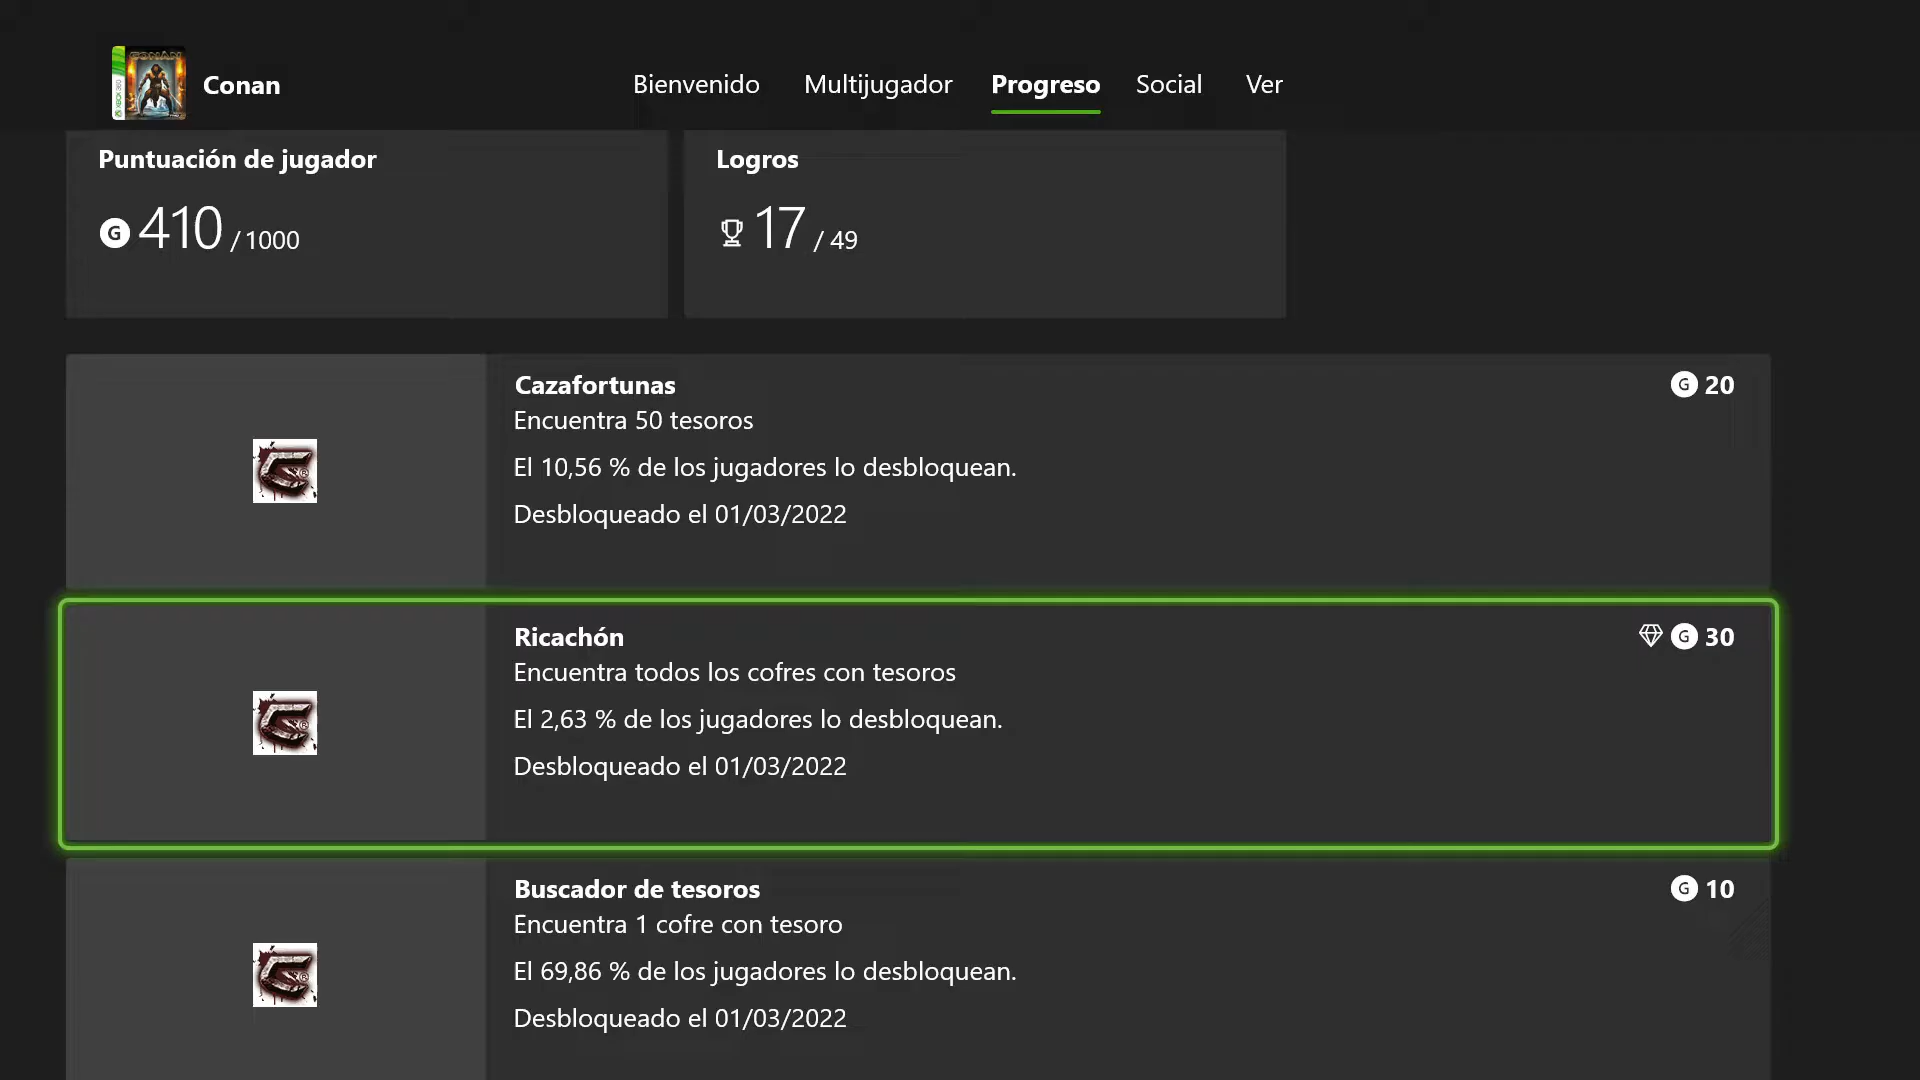 Conan
Bienvenido Multijugador Progreso Social Ver
Puntuación de jugador
G 410 / 1000
Logros
17 / 49
Cazafortunas
G 20
Encuentra 50 tesoros
El 10,56 % de los jugadores lo desbloquean.
Desbloqueado el 01/03/2022
Ricachón
G 30
Encuentra todos los cofres con tesoros
El 2,63 % de los jugadores lo desbloquean.
Desbloqueado el 01/03/2022
Buscador de tesoros
G 10
Encuentra 1 cofre con tesoro
El 69,86 % de los jugadores lo desbloquean.
Desbloqueado el 01/03/2022
CONAN
XBOX 360